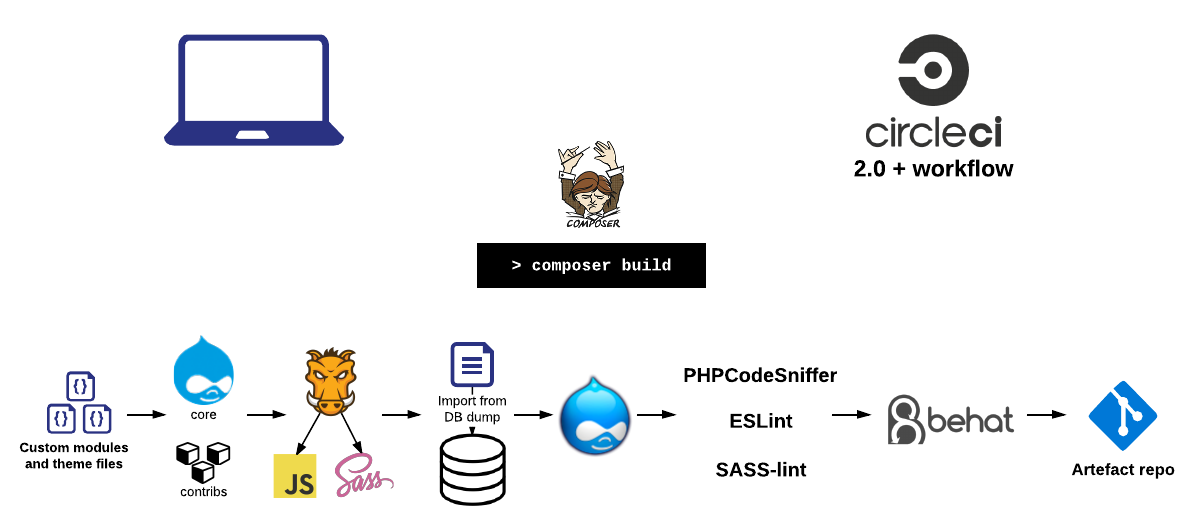 circleci
2.0 + workflow
COMPOSER
> composer build
{} {} {}
Custom modules
and theme files
core
contribs
JS
Sass
Import from
DB dump
PHPCodeSniffer
ESLint
SASS-lint
behat
Artefact repo